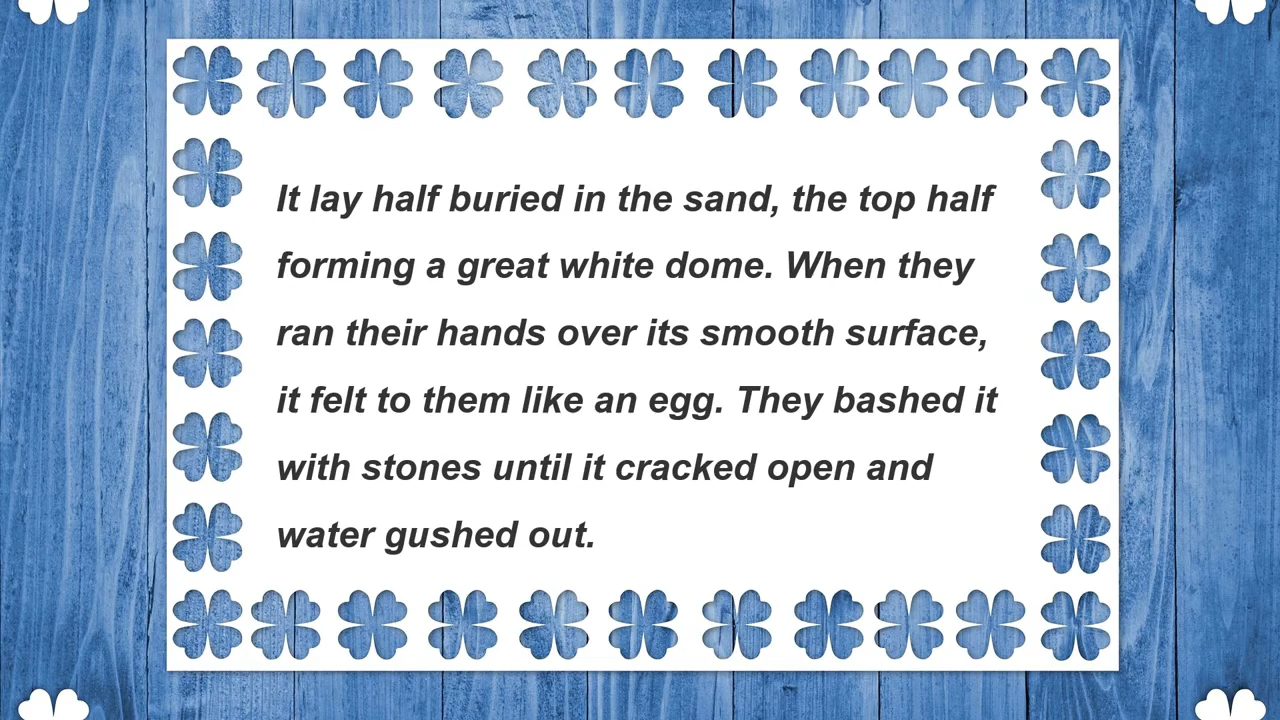 It lay half buried in the sand, the top half
forming a great white dome. When they
ran their hands over its smooth surface,
it felt to them like an egg. They bashed it
with stones until it cracked open and
water gushed out.